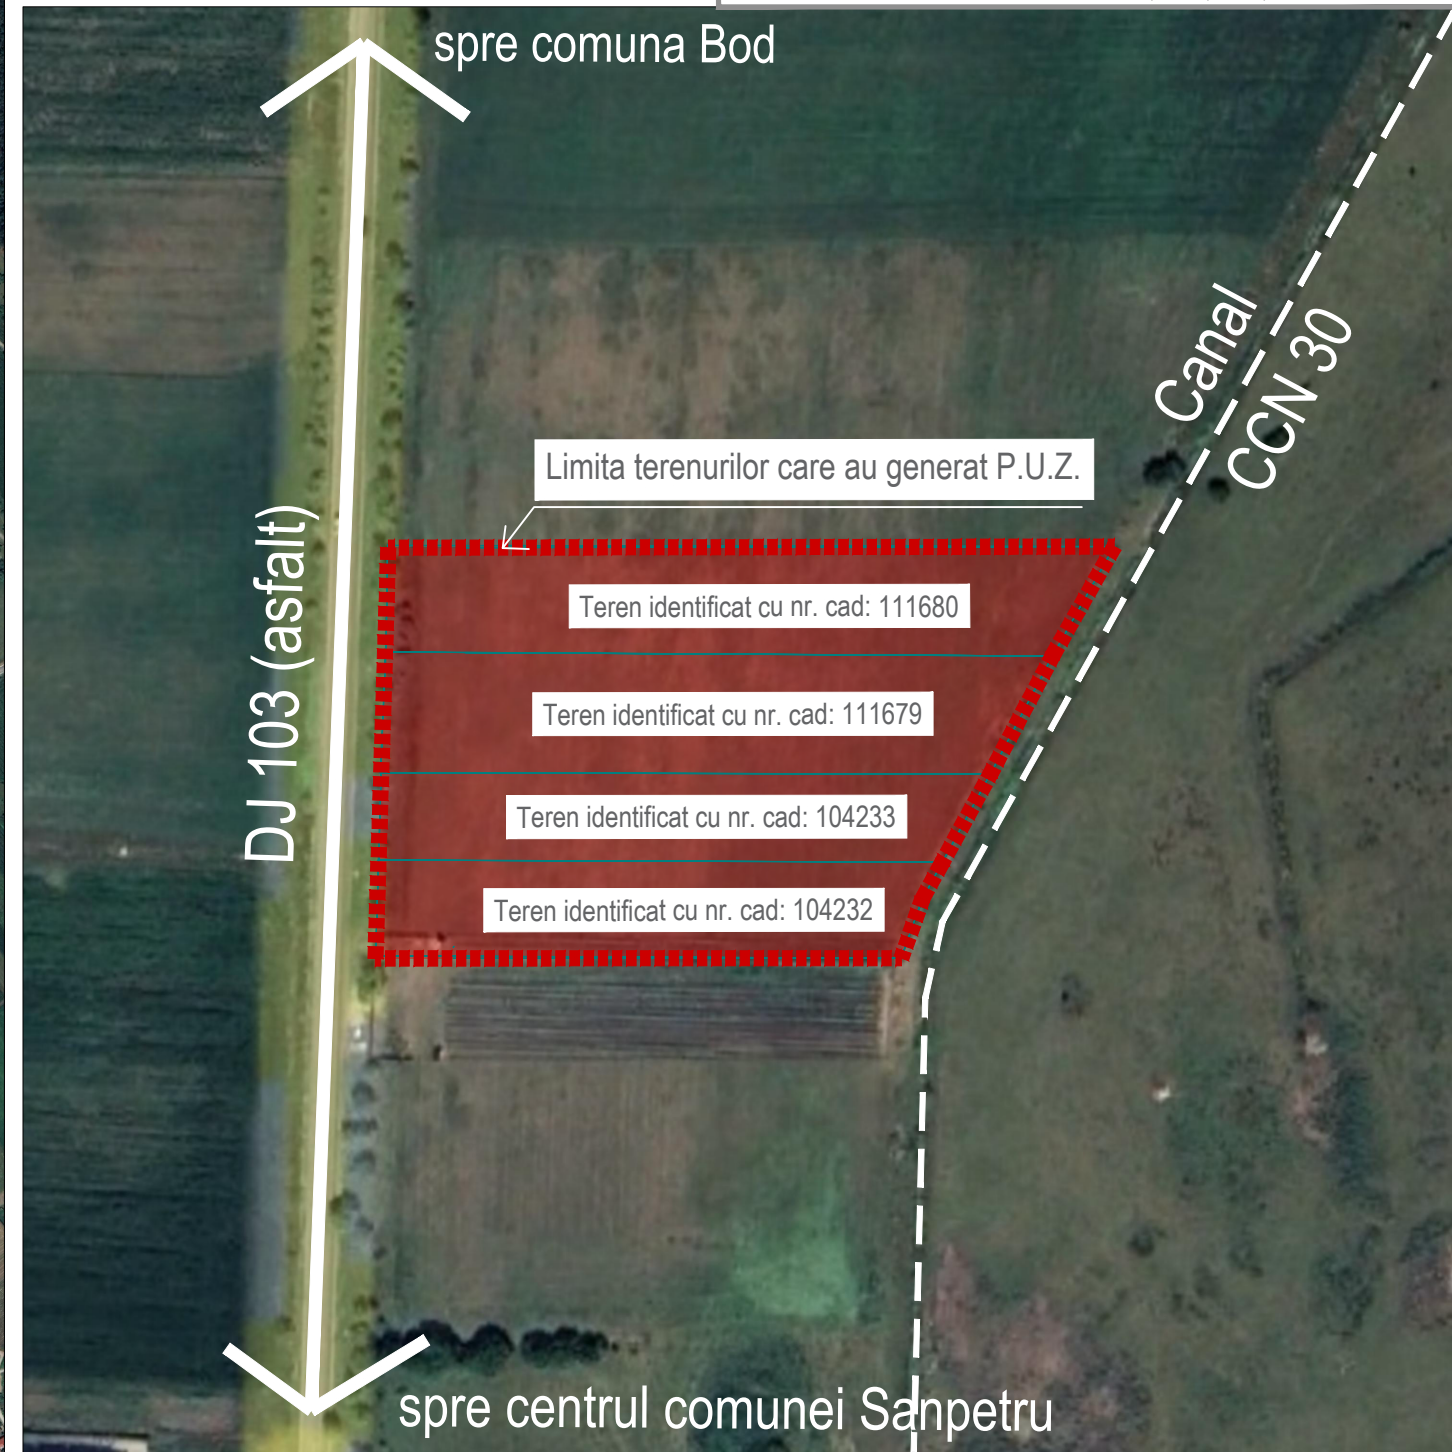 spre comuna Bod
Canal
CCN 30
Limita terenurilor care au generat P.U.Z.
DJ 103 (asfalt)
Teren identificat cu nr. cad: 111680
Teren identificat cu nr. cad: 111679
Teren identificat cu nr. cad: 104233
Teren identificat cu nr. cad: 104232
spre centrul comunei Sanpetru